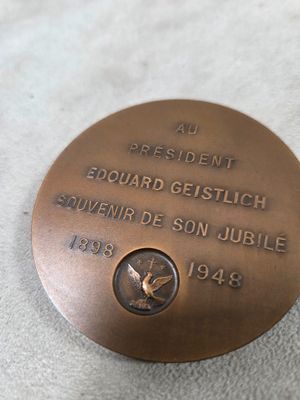 AU
PRÉSIDENT
EDOUARD GEISTLICH
SOUVENIR DE SON JUBILÉ
1898 1948